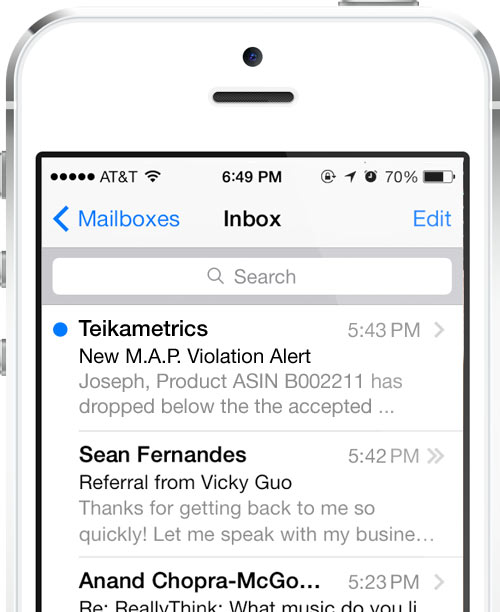 AT&T 6:49 PM 70%
Mailboxes Inbox Edit
Search
Teikametrics 5:43 PM
New M.A.P. Violation Alert
Joseph, Product ASIN B002211 has
dropped below the the accepted ...
Sean Fernandes 5:42 PM
Referral from Vicky Guo
Thanks for getting back to me so
quickly! Let me speak with my busine...
Anand Chopra-McGo... 5:23 PM
Re: ReallyThink: What music do you li